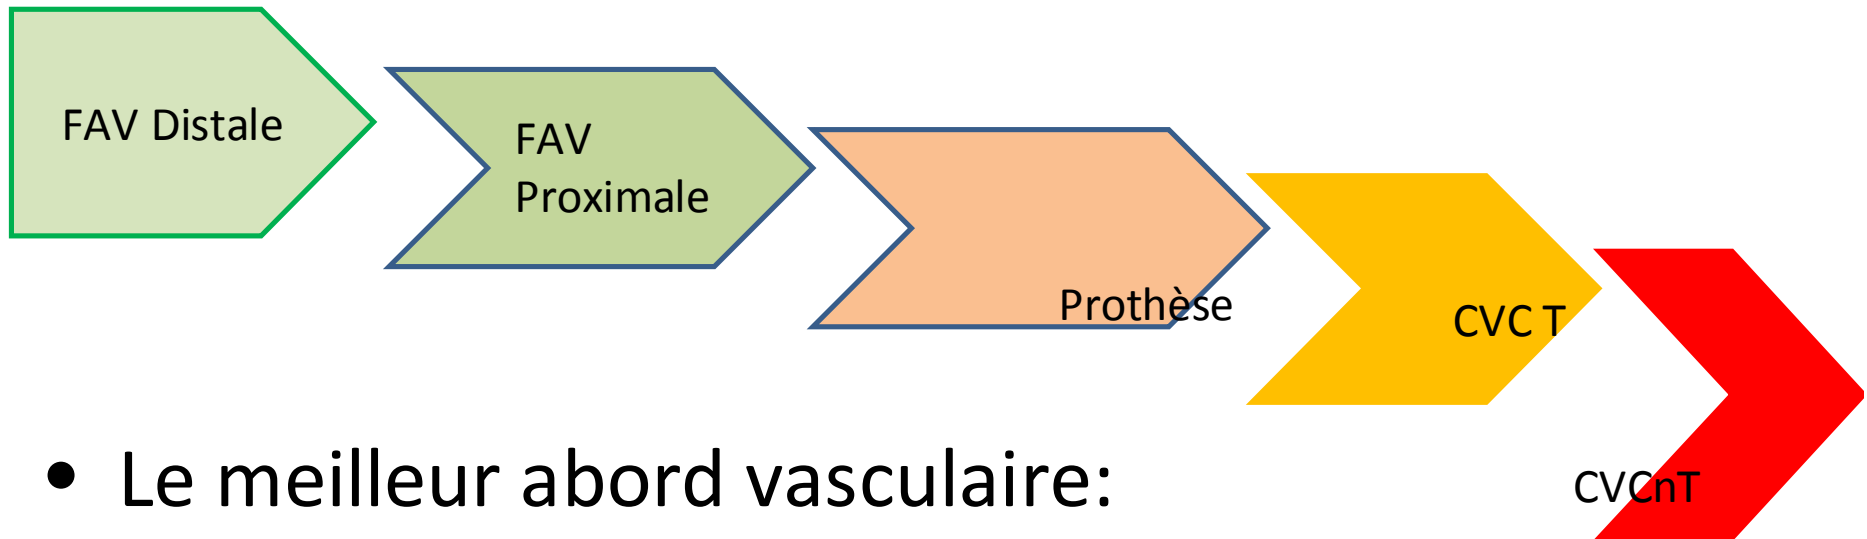 FAV Distale
FAV
Proximale
Prothèse
CVC T
CVCnT
• Le meilleur abord vasculaire: